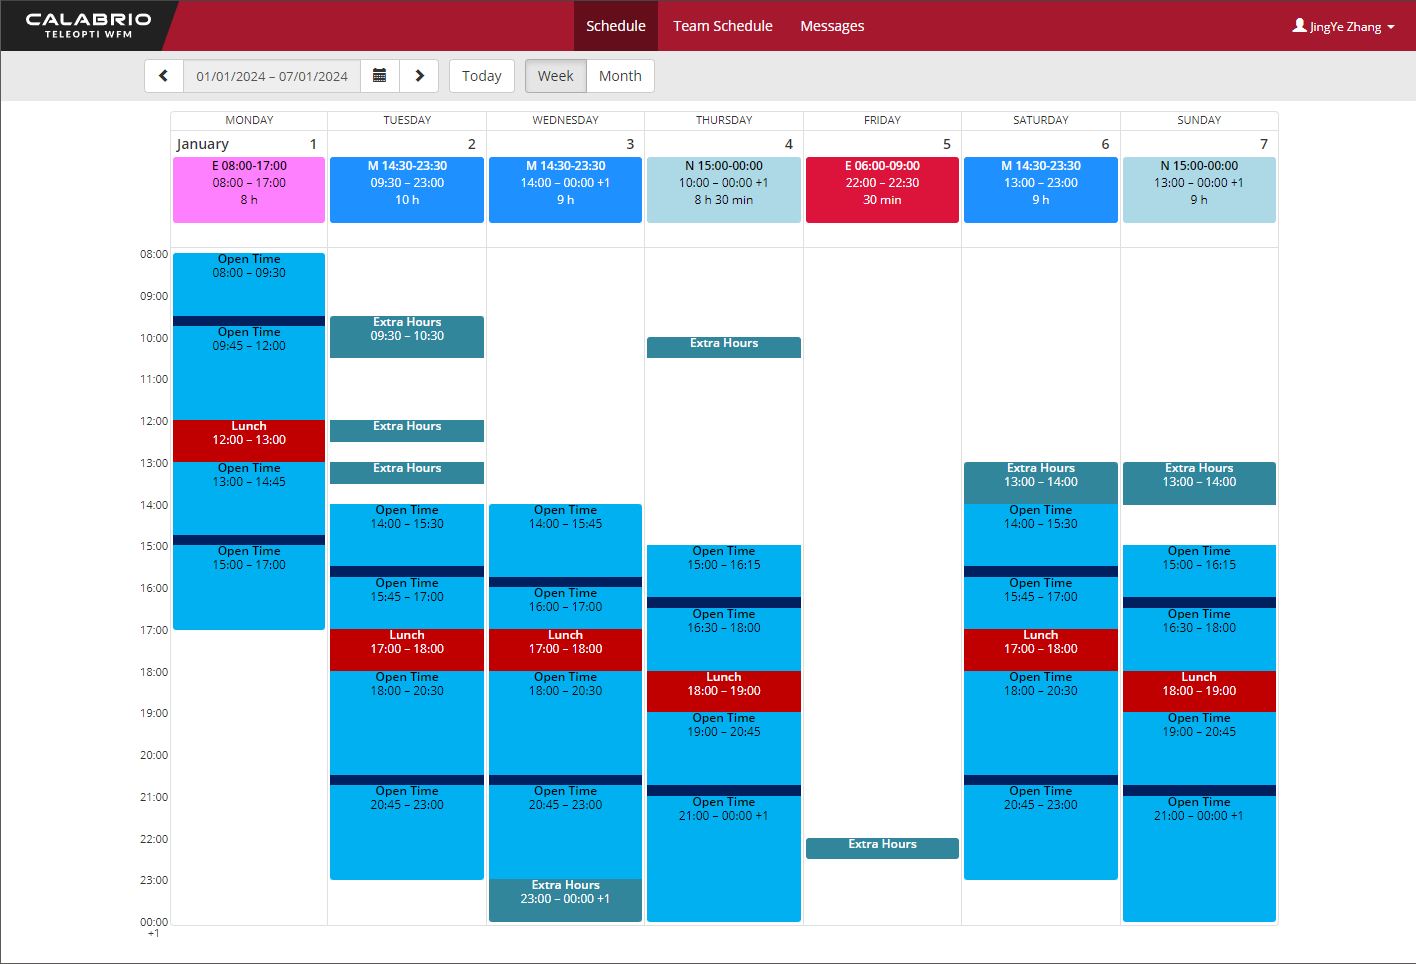 CALABRIO
TELEOPTI WFM
Schedule
Team Schedule
Messages
JingYe Zhang
01/01/2024 – 07/01/2024
Today
Week
Month
MONDAY
TUESDAY
WEDNESDAY
THURSDAY
FRIDAY
SATURDAY
SUNDAY
January 1
2
3
4
5
6
7
E 08:00-17:00
08:00 – 17:00
8 h
M 14:30-23:30
09:30 – 23:00
10 h
M 14:30-23:30
14:00 – 00:00 +1
9 h
N 15:00-00:00
10:00 – 00:00 +1
8 h 30 min
E 06:00-09:00
22:00 – 22:30
30 min
M 14:30-23:30
13:00 – 23:00
9 h
N 15:00-00:00
13:00 – 00:00 +1
9 h
08:00
09:00
10:00
11:00
12:00
13:00
14:00
15:00
16:00
17:00
18:00
19:00
20:00
21:00
22:00
23:00
00:00
+1
Open Time
08:00 – 09:30
Open Time
09:45 – 12:00
Lunch
12:00 – 13:00
Open Time
13:00 – 14:45
Open Time
15:00 – 17:00
Extra Hours
09:30 – 10:30
Extra Hours
Extra Hours
Open Time
14:00 – 15:30
Open Time
15:45 – 17:00
Lunch
17:00 – 18:00
Open Time
18:00 – 20:30
Open Time
20:45 – 23:00
Open Time
14:00 – 15:45
Open Time
16:00 – 17:00
Lunch
17:00 – 18:00
Open Time
18:00 – 20:30
Open Time
20:45 – 23:00
Extra Hours
23:00 – 00:00 +1
Extra Hours
Open Time
15:00 – 16:15
Open Time
16:30 – 18:00
Lunch
18:00 – 19:00
Open Time
19:00 – 20:45
Open Time
21:00 – 00:00 +1
Extra Hours
Extra Hours
13:00 – 14:00
Open Time
14:00 – 15:30
Open Time
15:45 – 17:00
Lunch
17:00 – 18:00
Open Time
18:00 – 20:30
Open Time
20:45 – 23:00
Extra Hours
13:00 – 14:00
Open Time
15:00 – 16:15
Open Time
16:30 – 18:00
Lunch
18:00 – 19:00
Open Time
19:00 – 20:45
Open Time
21:00 – 00:00 +1